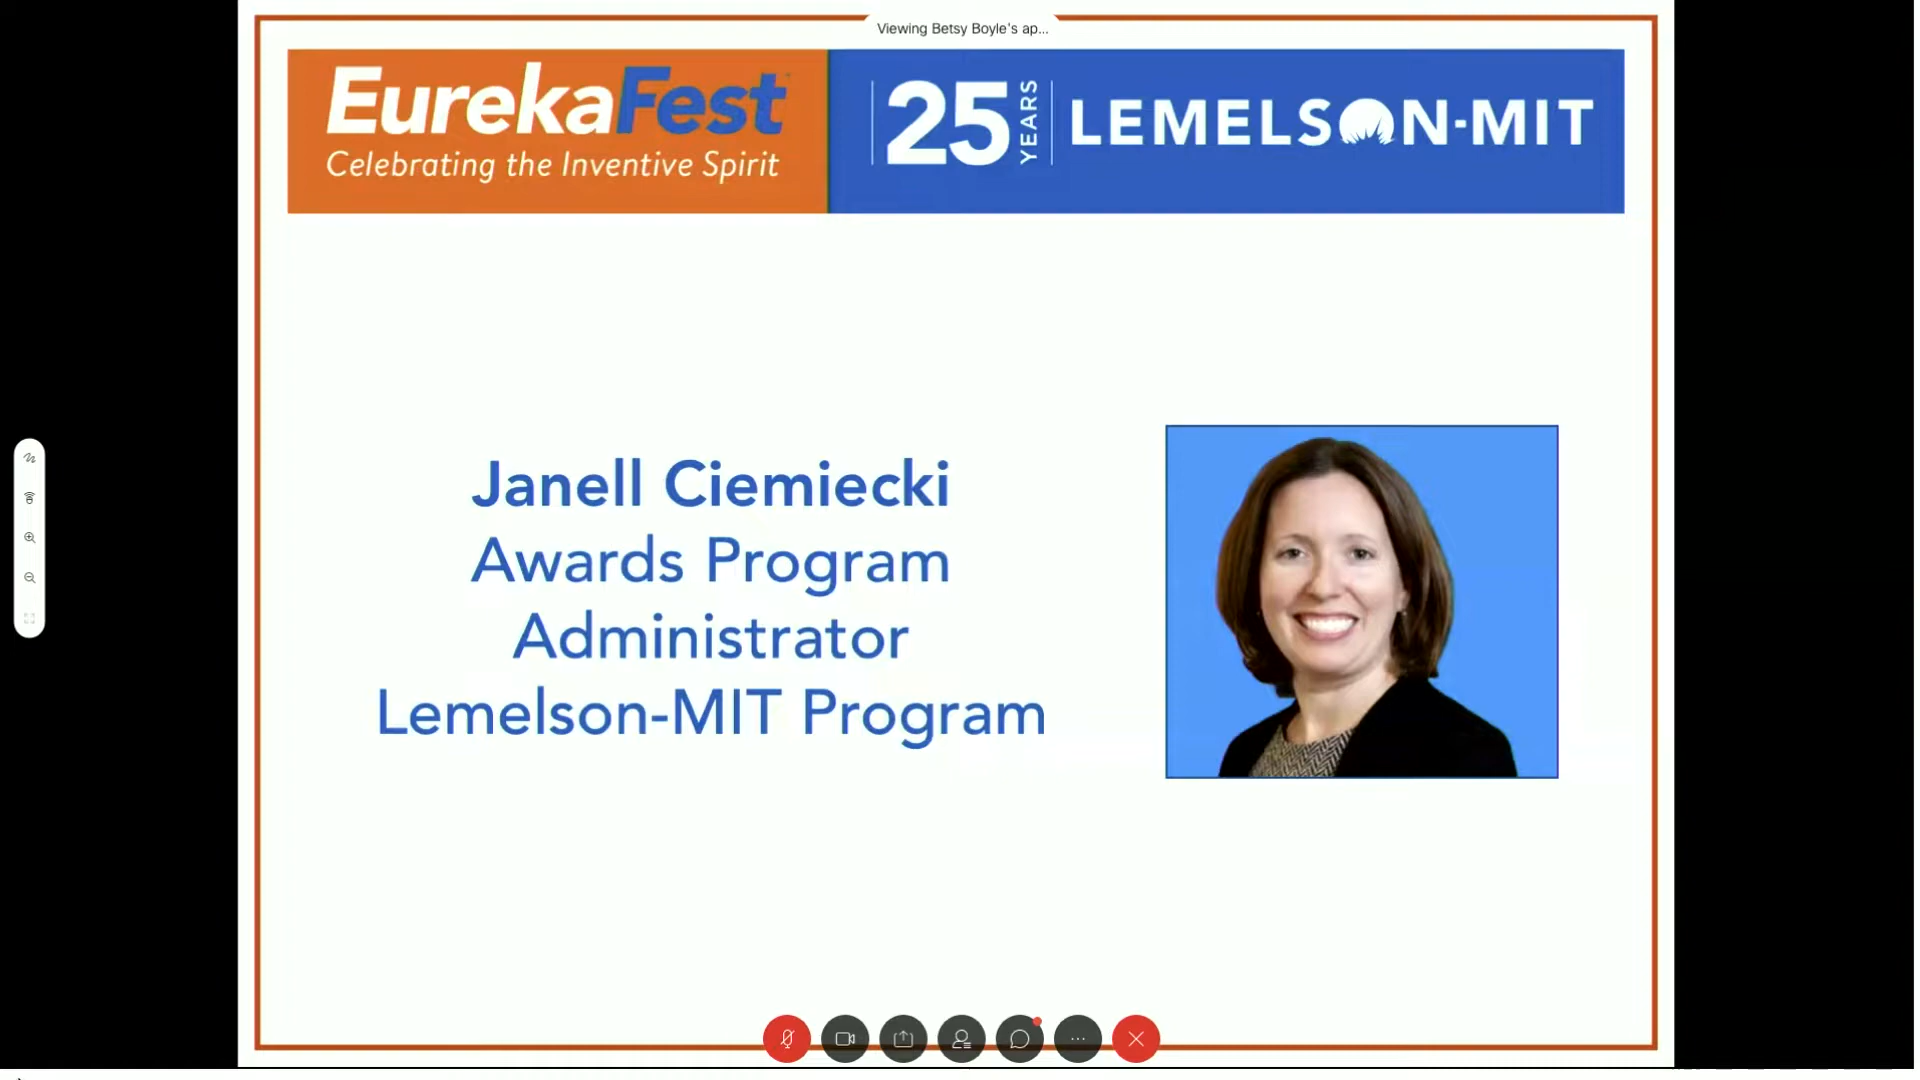 Viewing Betsy Boyle's ap...
EurekaFest
Celebrating the Inventive Spirit
25 YEARS
LEMELSON-MIT
Janell Ciemiecki
Awards Program
Administrator
Lemelson-MIT Program